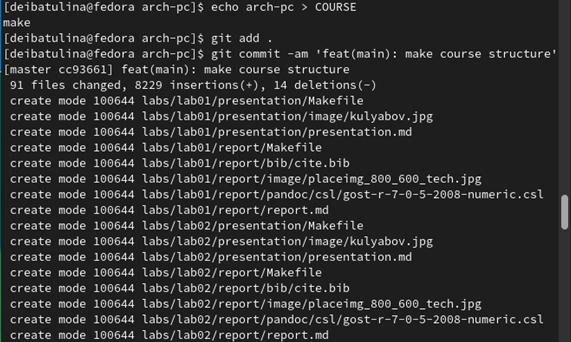 [deibatulina@fedora arch-pc]$ echo arch-pc > COURSE
make
[deibatulina@fedora arch-pc]$ git add .
[deibatulina@fedora arch-pc]$ git commit -am 'feat(main): make course structure'
[master cc93661] feat(main): make course structure
91 files changed, 8229 insertions(+), 14 deletions(-)
create mode 100644 labs/lab01/presentation/Makefile
create mode 100644 labs/lab01/presentation/image/kulyabov.jpg
create mode 100644 labs/lab01/presentation/presentation.md
create mode 100644 labs/lab01/report/Makefile
create mode 100644 labs/lab01/report/bib/cite.bib
create mode 100644 labs/lab01/report/image/placeimg_800_600_tech.jpg
create mode 100644 labs/lab01/report/pandoc/csl/gost-r-7-0-5-2008-numeric.csl
create mode 100644 labs/lab01/report/report.md
create mode 100644 labs/lab02/presentation/Makefile
create mode 100644 labs/lab02/presentation/image/kulyabov.jpg
create mode 100644 labs/lab02/presentation/presentation.md
create mode 100644 labs/lab02/report/Makefile
create mode 100644 labs/lab02/report/bib/cite.bib
create mode 100644 labs/lab02/report/image/placeimg_800_600_tech.jpg
create mode 100644 labs/lab02/report/pandoc/csl/gost-r-7-0-5-2008-numeric.csl
create mode 100644 labs/lab02/report/report.md